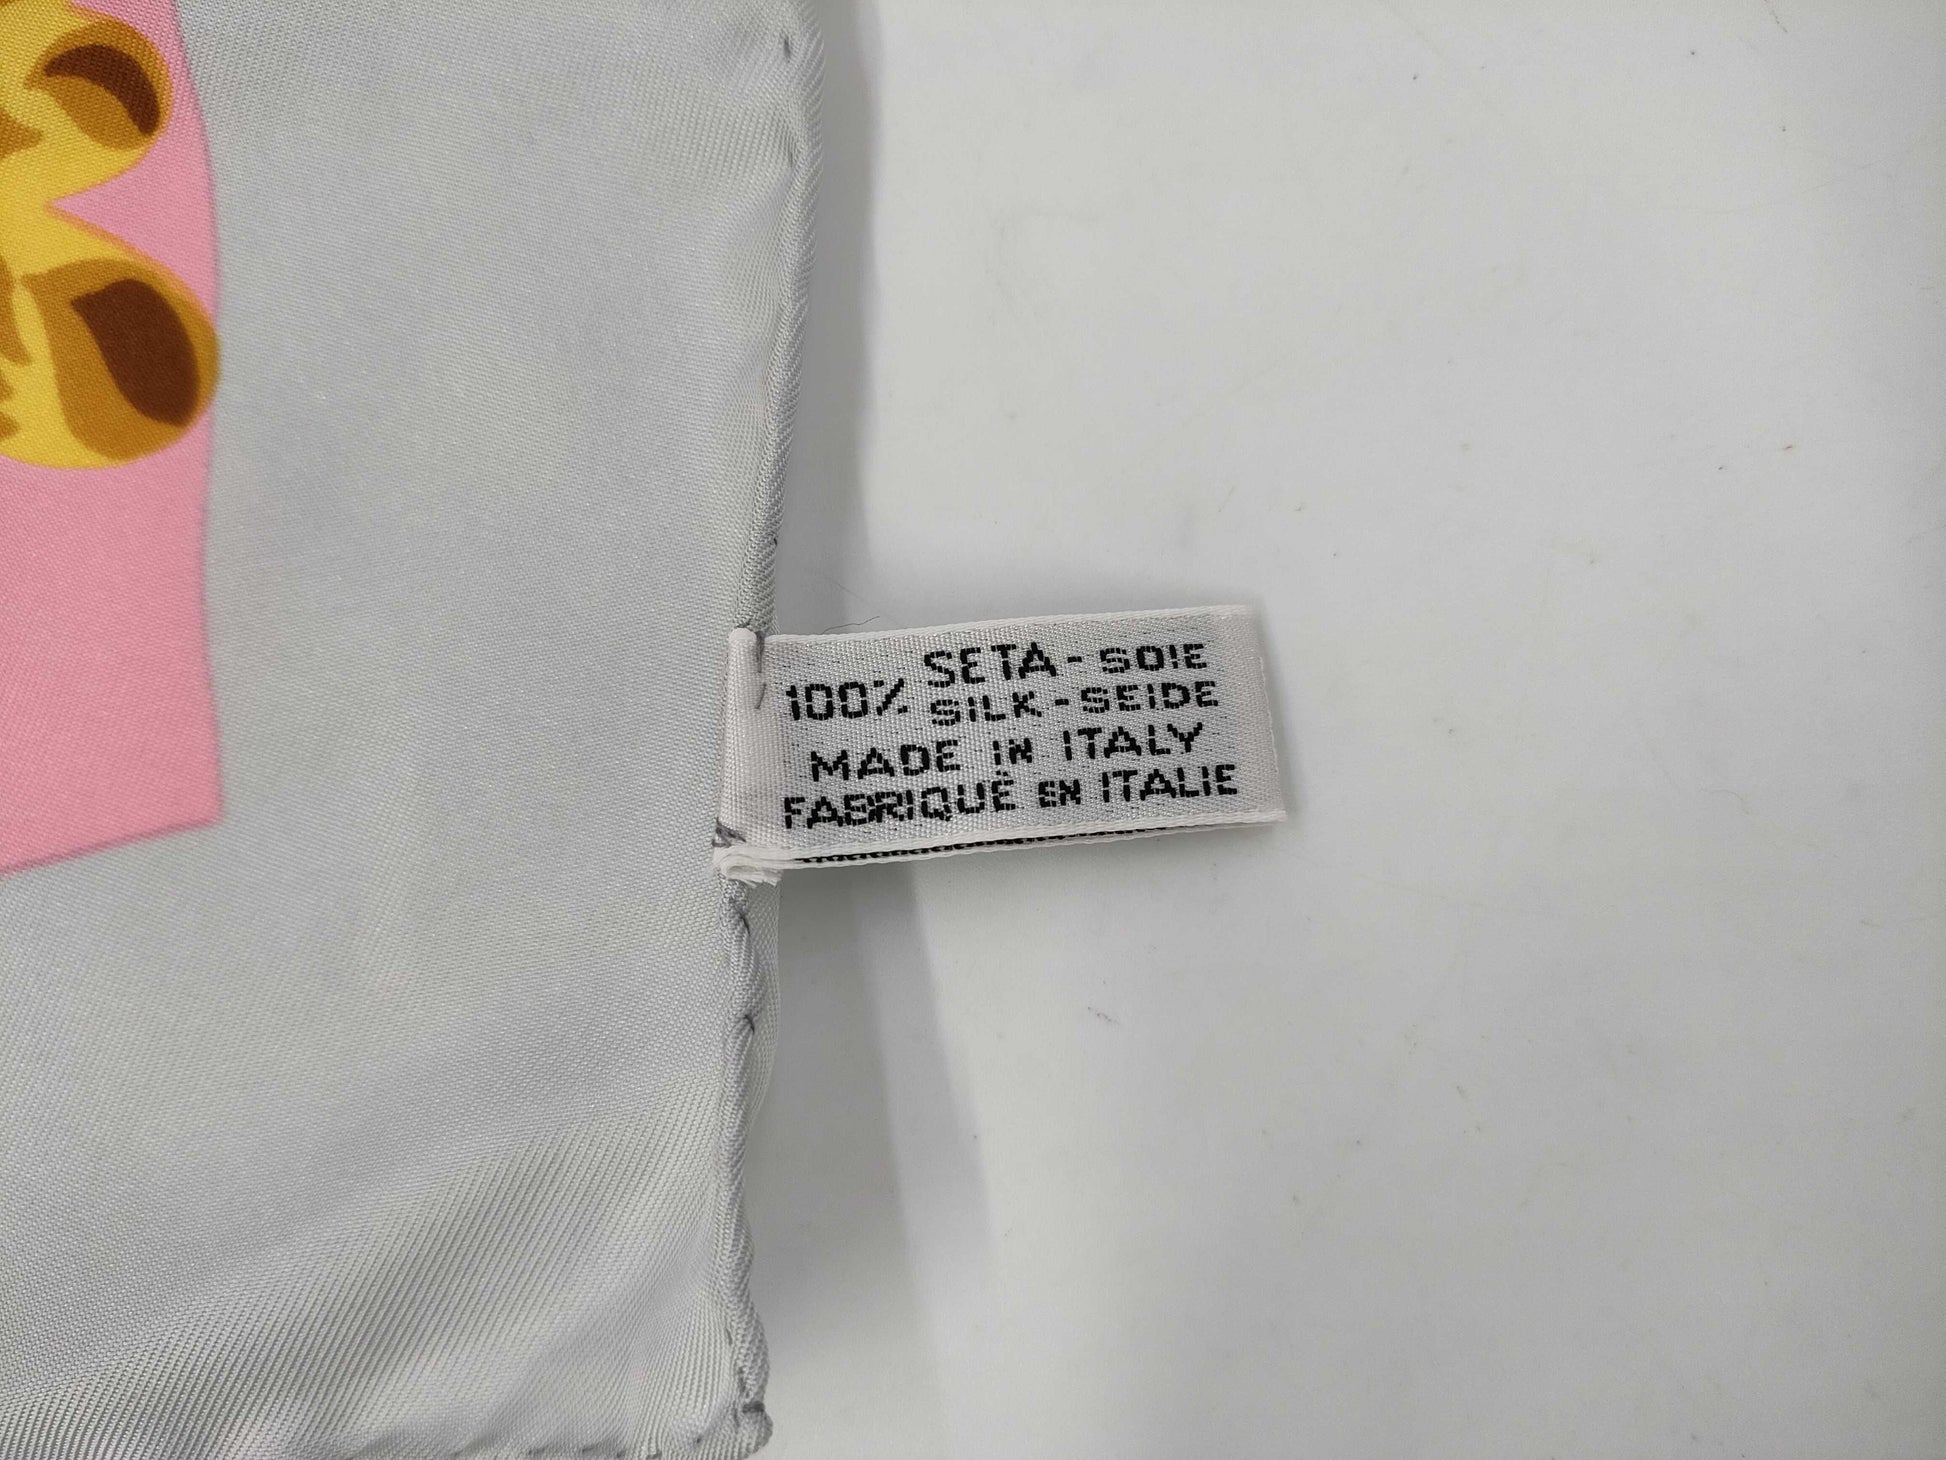 100% SETA - SOIE
SILK - SEIDE
MADE IN ITALY
FABRIQUÉ EN ITALIE